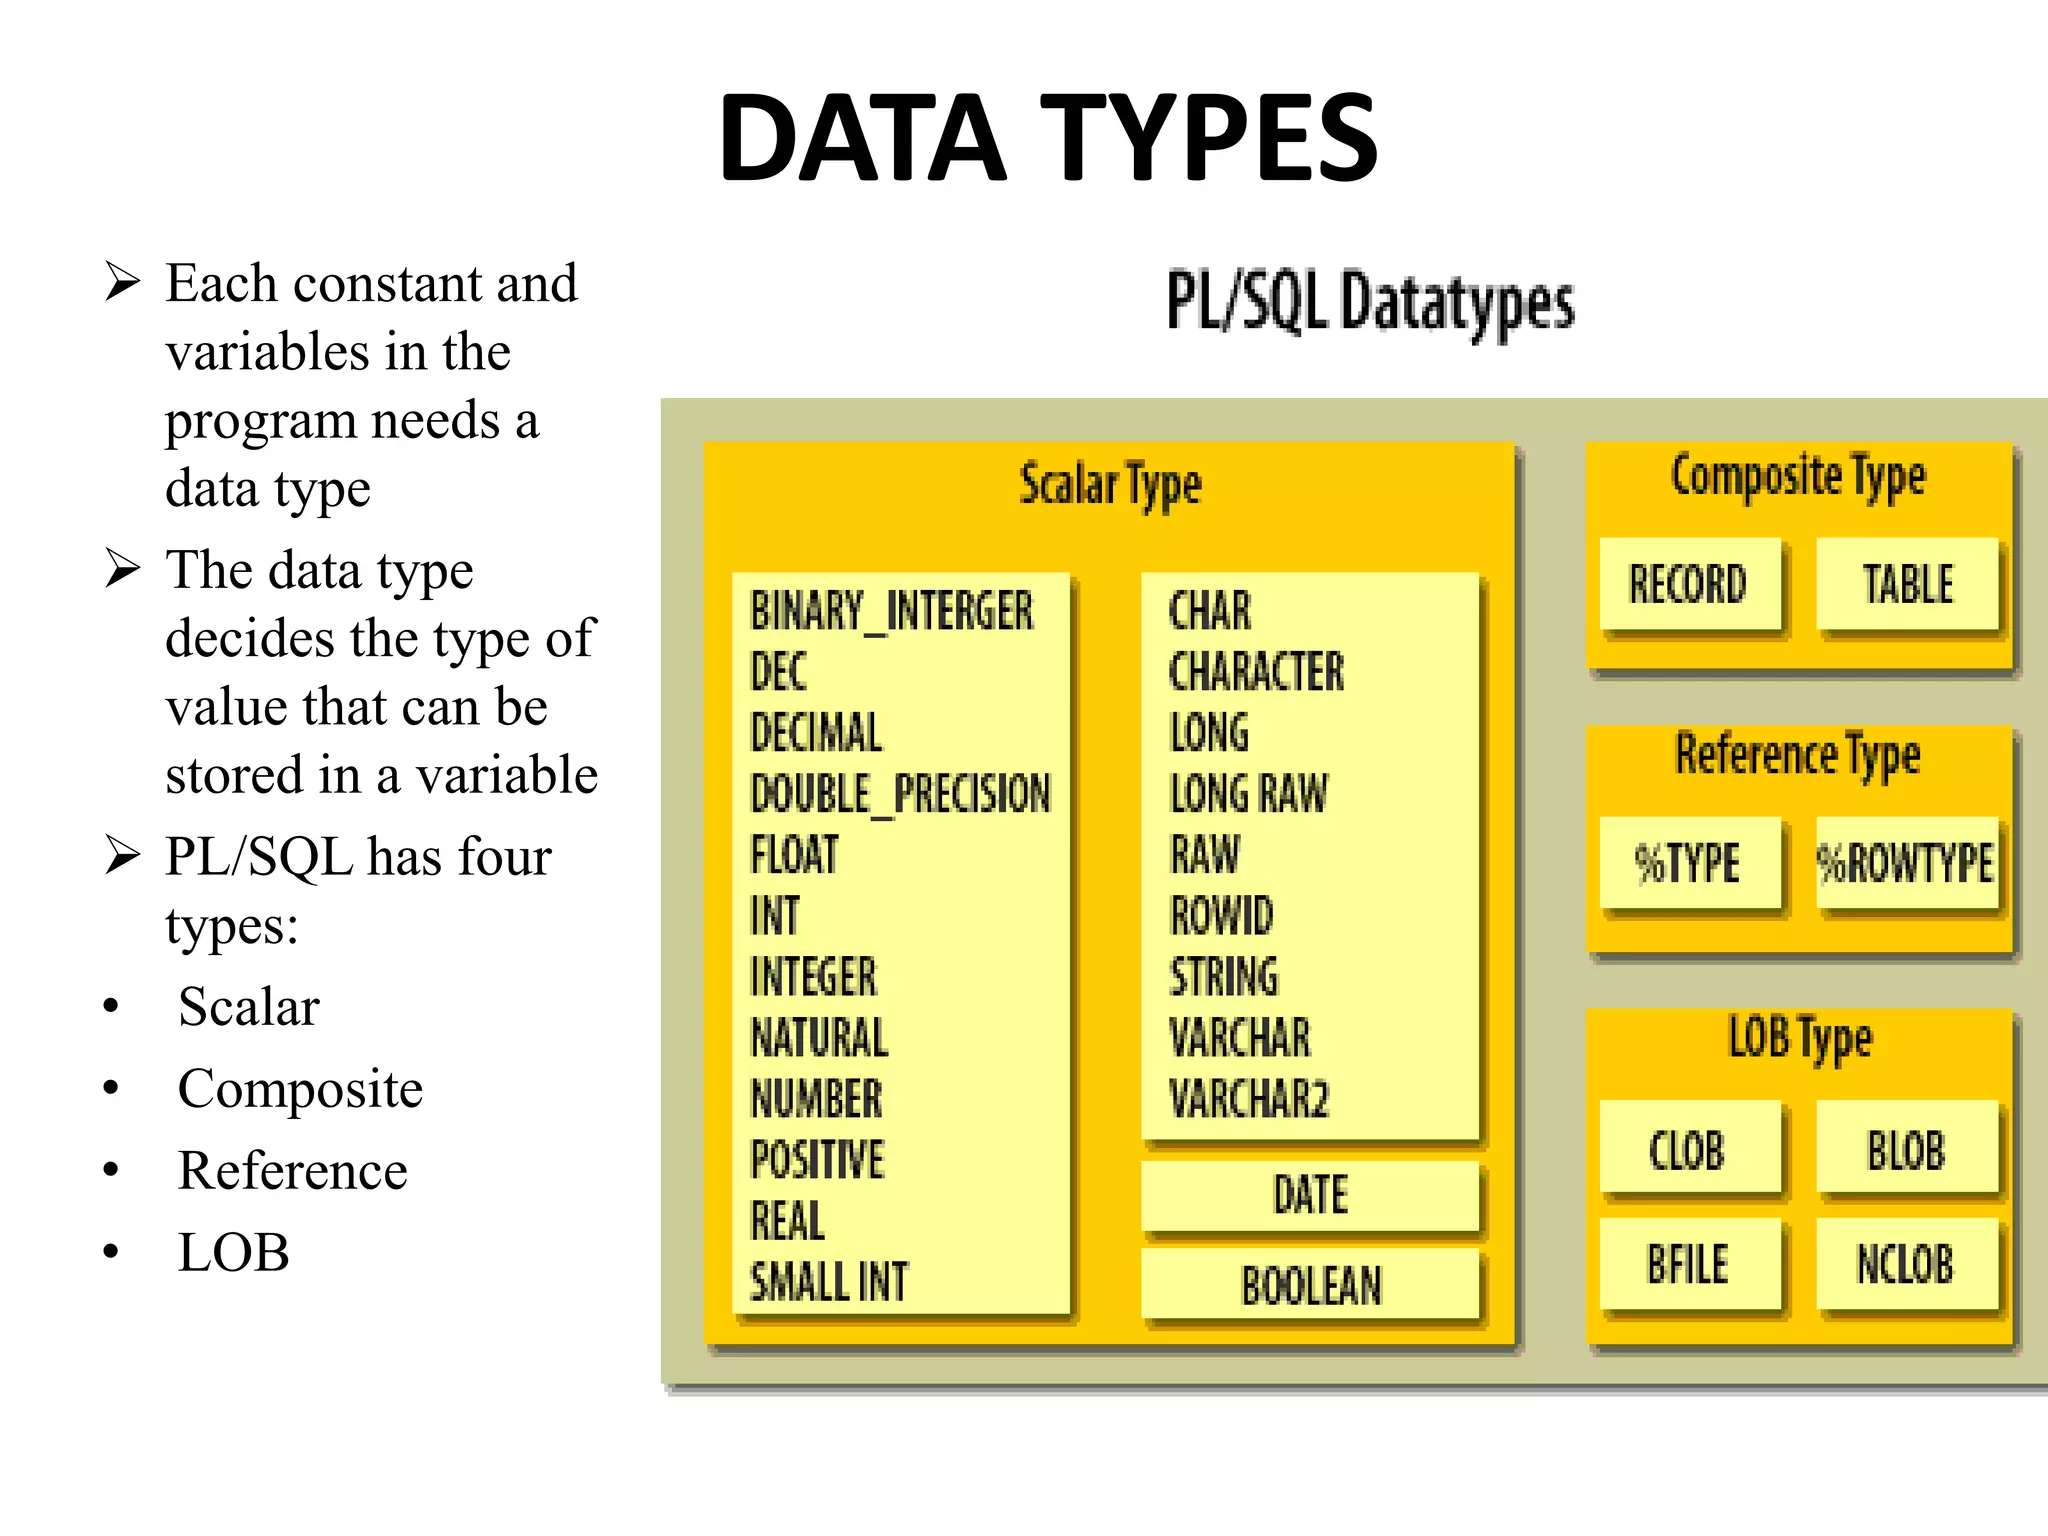 DATA TYPES
➢ Each constant and
variables in the
program needs a
data type
➢ The data type
decides the type of
value that can be
stored in a variable
➢ PL/SQL has four
types:
• Scalar
• Composite
• Reference
• LOB
PL/SQL Datatypes
Scalar Type
BINARY_INTERGER
DEC
DECIMAL
DOUBLE_PRECISION
FLOAT
INT
INTEGER
NATURAL
NUMBER
POSITIVE
REAL
SMALL INT
CHAR
CHARACTER
LONG
LONG RAW
RAW
ROWID
STRING
VARCHAR
VARCHAR2
DATE
BOOLEAN
Composite Type
RECORD TABLE
Reference Type
%TYPE %ROWTYPE
LOB Type
CLOB BLOB
BFILE NCLOB